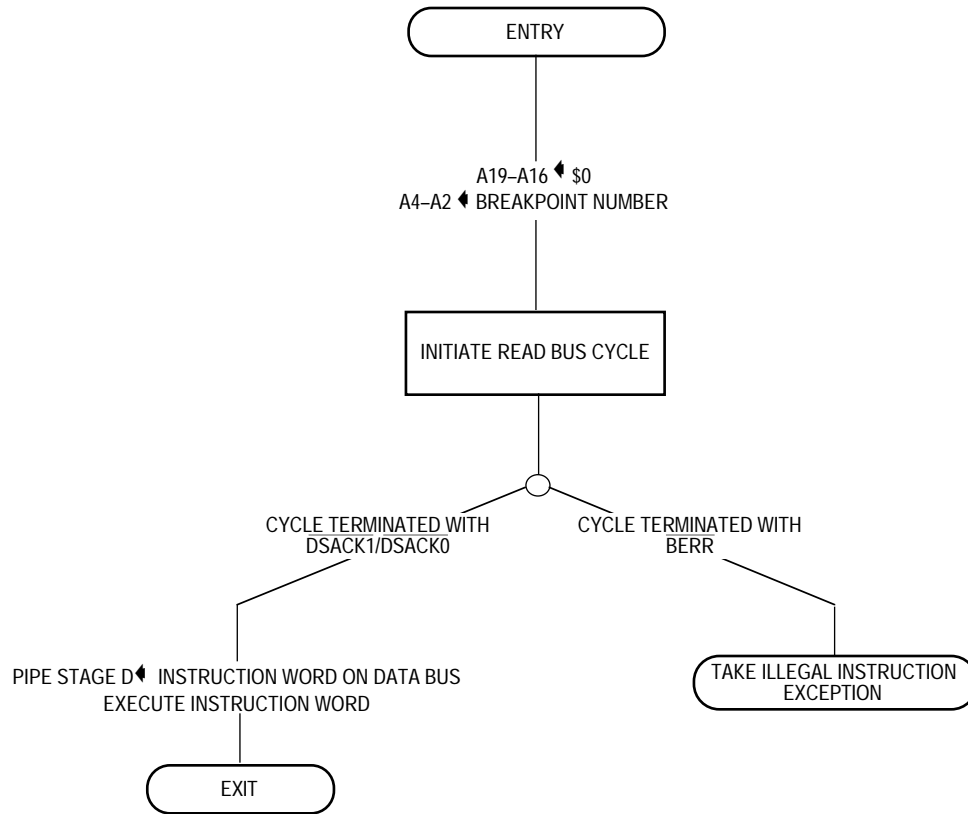 ENTRY
A19–A16 $0
A4–A2 BREAKPOINT NUMBER
INITIATE READ BUS CYCLE
CYCLE TERMINATED WITH
DSACK1/DSACK0
CYCLE TERMINATED WITH
BERR
PIPE STAGE D INSTRUCTION WORD ON DATA BUS
EXECUTE INSTRUCTION WORD
TAKE ILLEGAL INSTRUCTION
EXCEPTION
EXIT